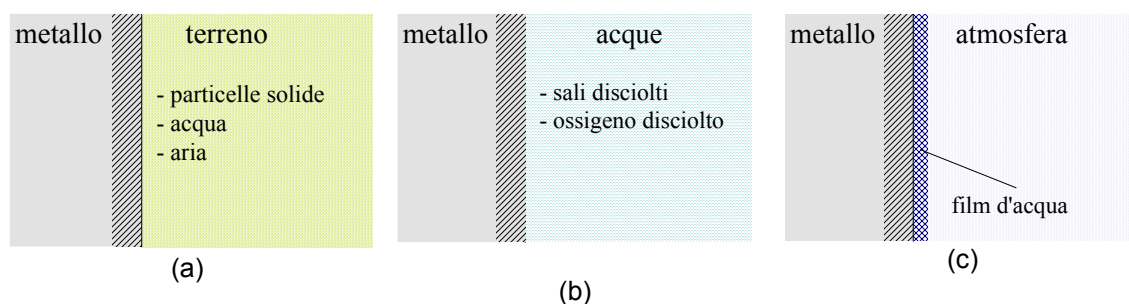 metallo
terreno
- particelle solide
- acqua
- aria
(a)
metallo
acque
- sali disciolti
- ossigeno disciolto
(b)
metallo
atmosfera
film d'acqua
(c)